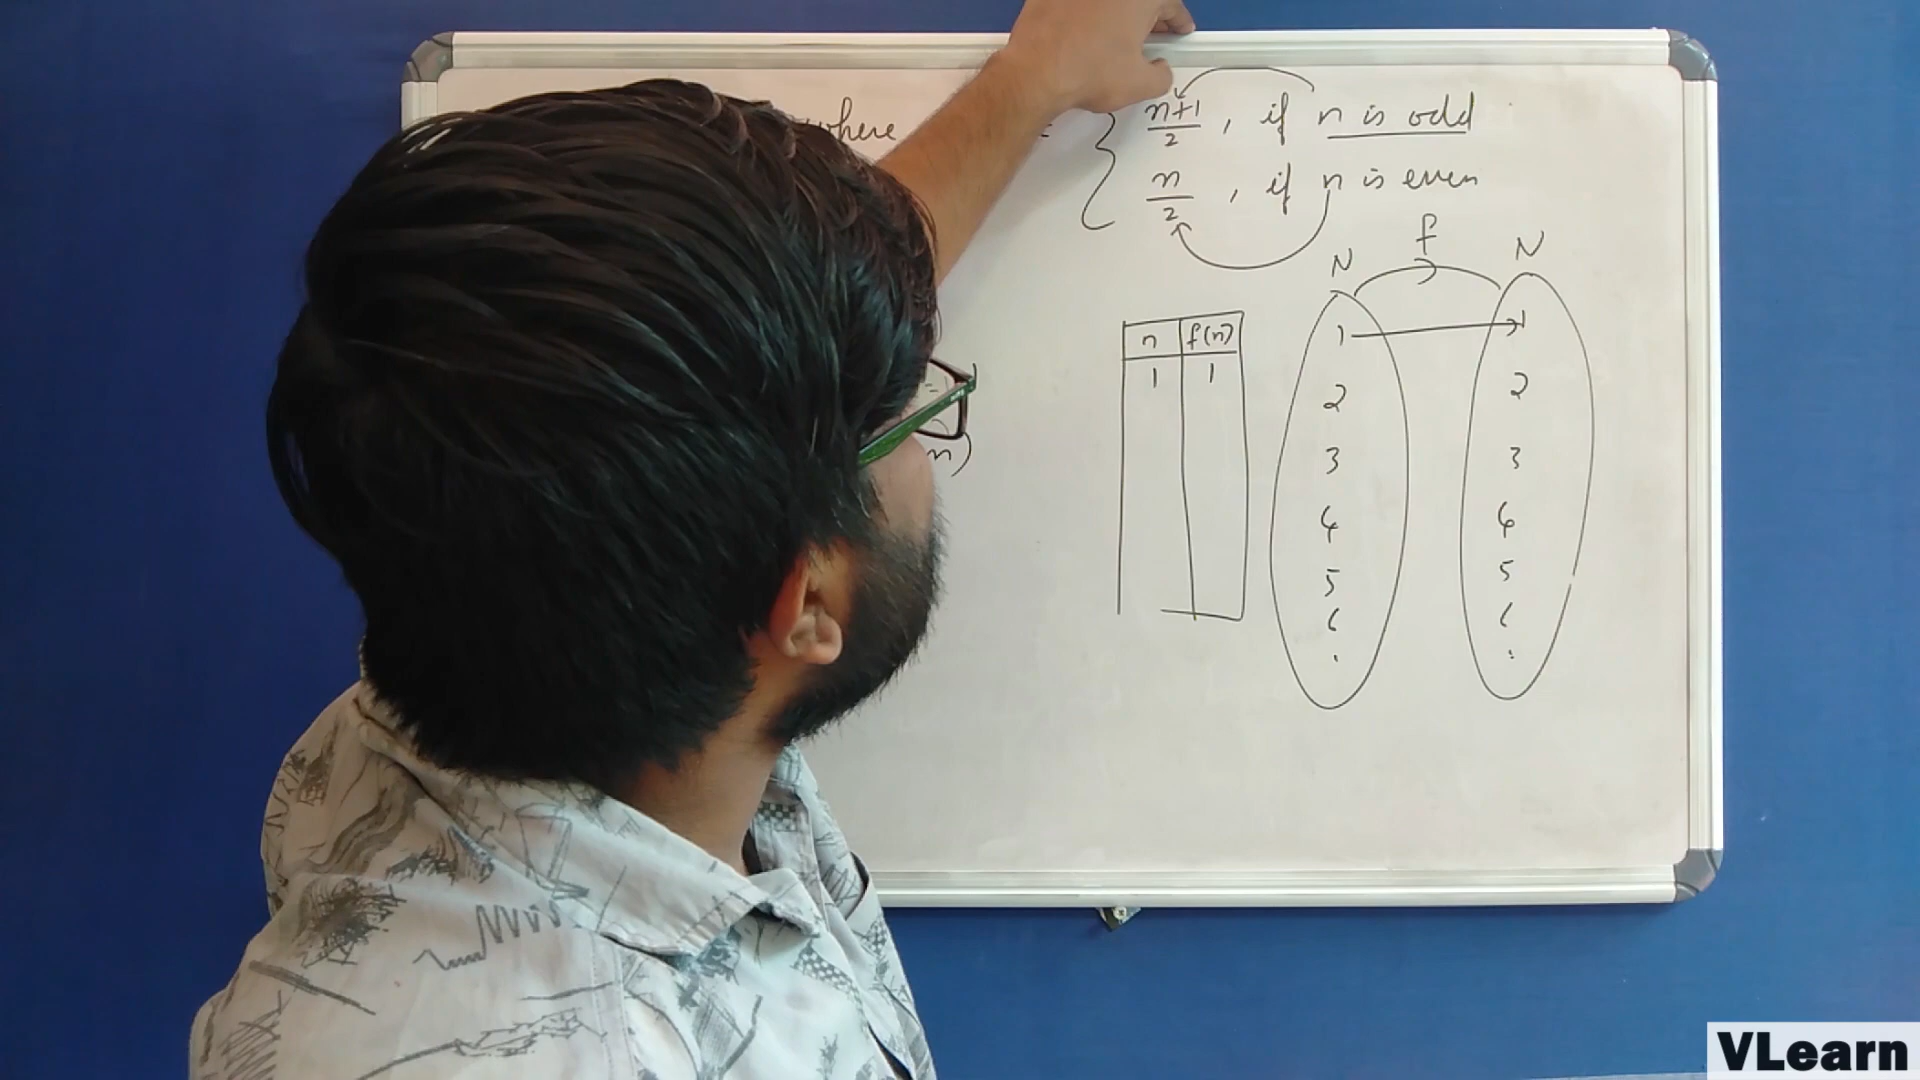 where = { n+1/2 , if n is odd
n/2 , if n is even
f
N N
n f(n)
1 1
n)
1 1
2 2
3 3
4 4
5 5
6 6
. :
VLearn